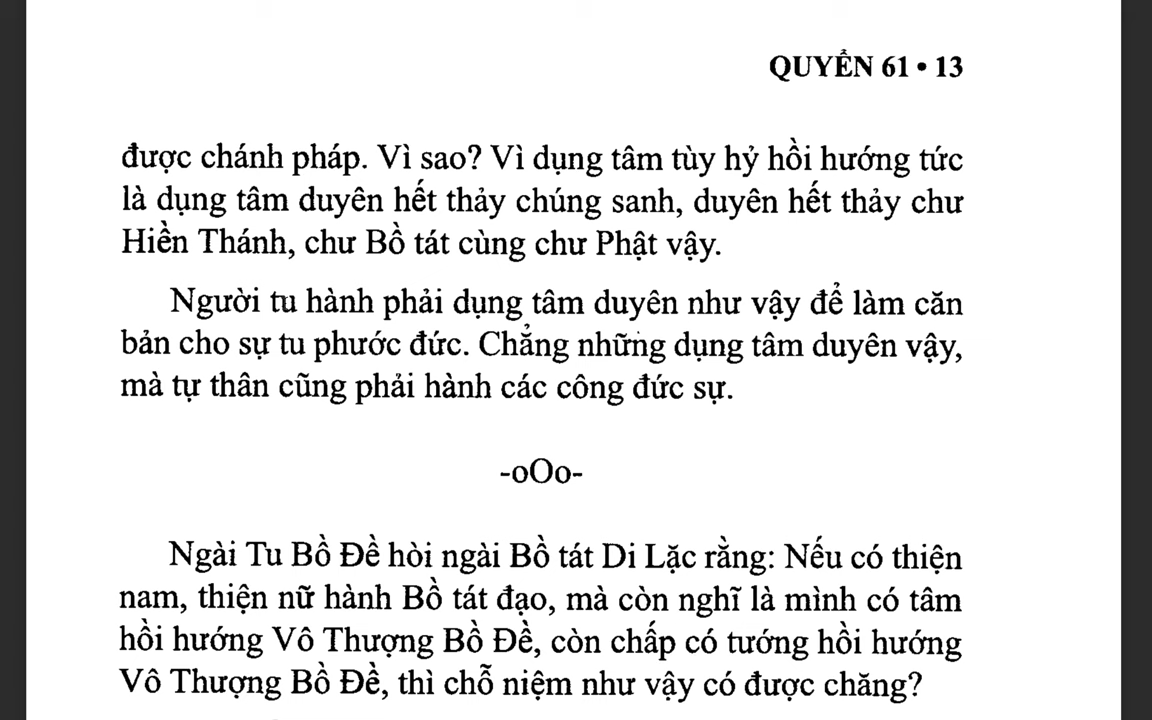 QUYỂN 61 • 13
được chánh pháp. Vì sao? Vì dụng tâm tùy hỷ hồi hướng tức
là dụng tâm duyên hết thảy chúng sanh, duyên hết thảy chư
Hiền Thánh, chư Bồ tát cùng chư Phật vậy.
Người tu hành phải dụng tâm duyên như vậy để làm căn
bản cho sự tu phước đức. Chẳng những dụng tâm duyên vậy,
mà tự thân cũng phải hành các công đức sự.
-oOo-
Ngài Tu Bồ Đề hòi ngài Bồ tát Di Lặc rằng: Nếu có thiện
nam, thiện nữ hành Bồ tát đạo, mà còn nghĩ là mình có tâm
hồi hướng Vô Thượng Bồ Đề, còn chấp có tướng hồi hướng
Vô Thượng Bồ Đề, thì chỗ niệm như vậy có được chăng?